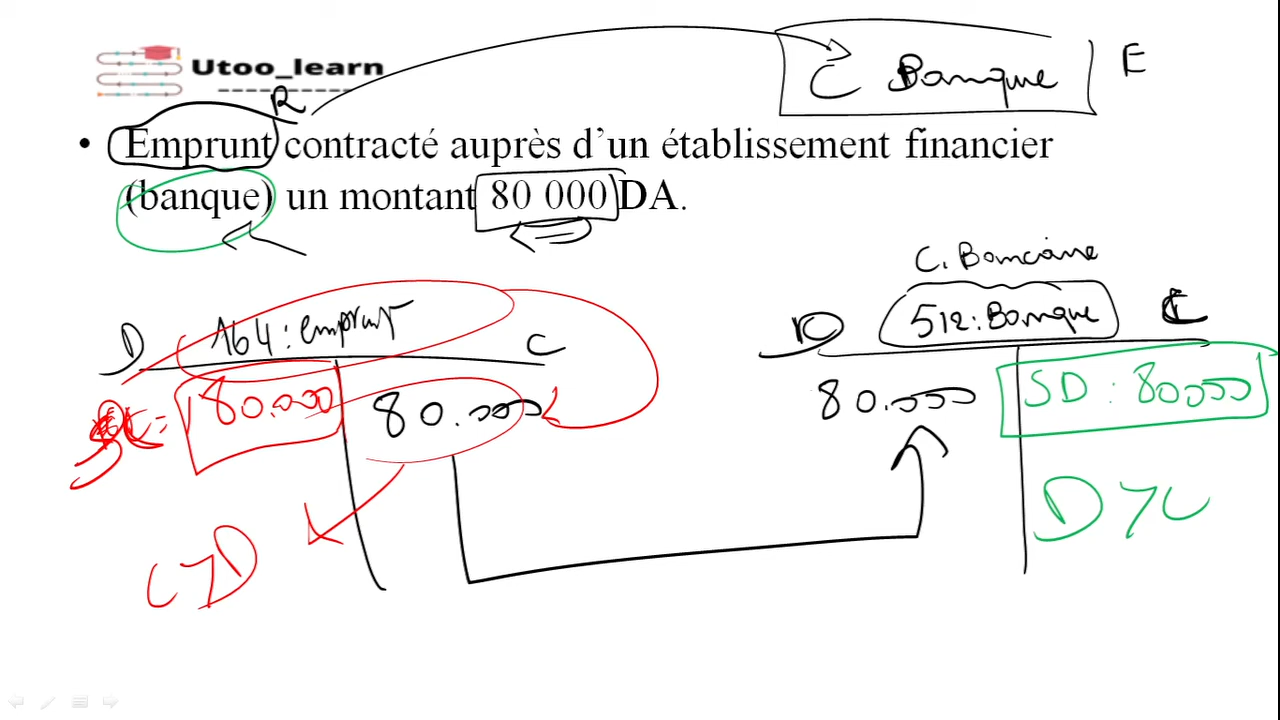 Utoo_learn
C Banque
E
R
• Emprunt contracté auprès d’un établissement financier
(banque) un montant 80 000 DA.
C. Bancaire
D 164 : emprunt C
D 512 : Banque C
80.000 80.000
80.000 SD : 80000
C > D
D > C